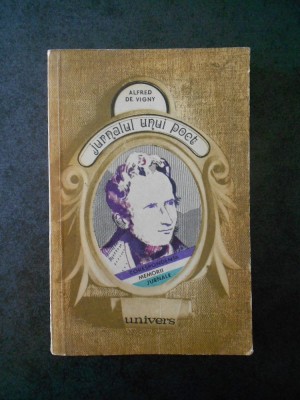 ALFRED
DE VIGNY
jurnalul unui poet
MEMORII
JURNALE
univers